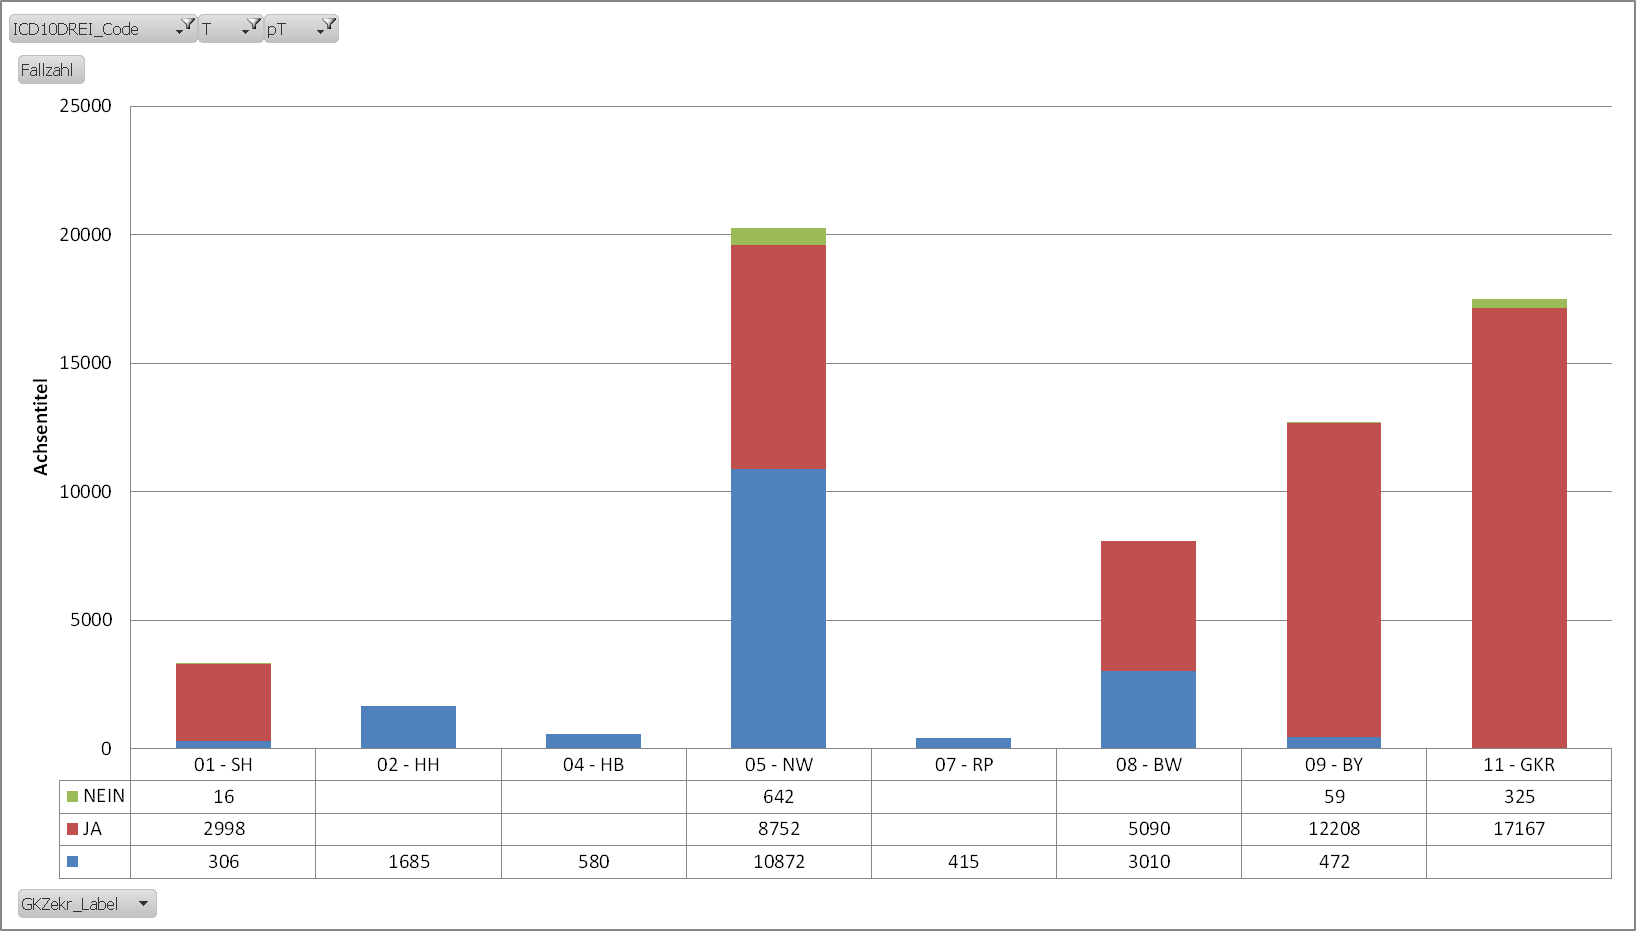 ICD10DREI_Code T pT
Fallzahl
25000
20000
15000
10000
5000
0
Achsentitel
01 - SH 02 - HH 04 - HB 05 - NW 07 - RP 08 - BW 09 - BY 11 - GKR
NEIN 16 642 59 325
JA 2998 8752 5090 12208 17167
306 1685 580 10872 415 3010 472
GKZekr_Label